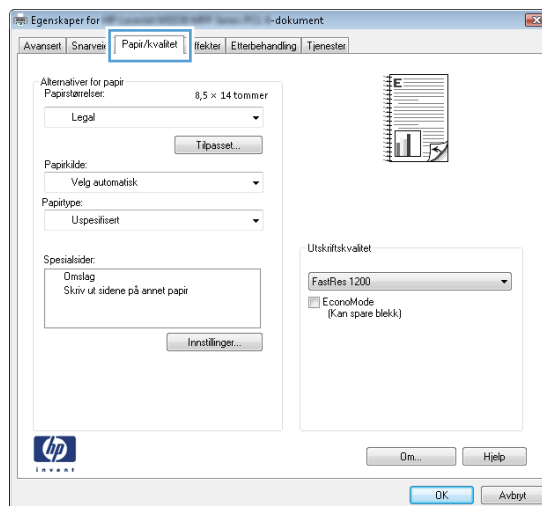 Egenskaper for -dokument
Avansert Snarveie Papir/kvalitet ffekter Etterbehandling Tjenester
Alternativer for papir
Papirstørrelser: 8,5 × 14 tommer
Legal
Tilpasset...
Papirkilde:
Velg automatisk
Papirtype:
Uspesifisert
Spesialsider:
Omslag
Skriv ut sidene på annet papir
Innstillinger...
E
Utskriftskvalitet
FastRes 1200
EconoMode
(Kan spare blekk)
hp
invent
Om... Hjelp
OK Avbryt